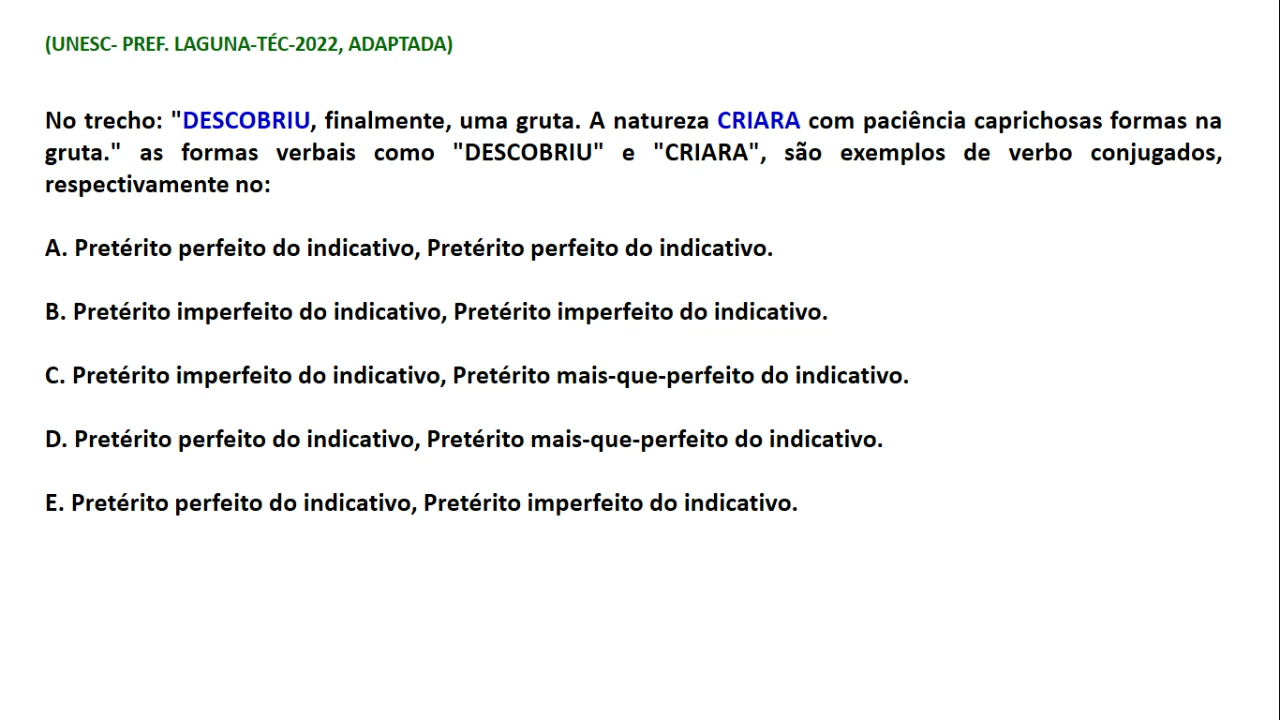 (UNESC- PREF. LAGUNA-TÉC-2022, ADAPTADA)
No trecho: "DESCOBRIU, finalmente, uma gruta. A natureza CRIARA com paciência caprichosas formas na
gruta." as formas verbais como "DESCOBRIU" e "CRIARA", são exemplos de verbo conjugados,
respectivamente no:
A. Pretérito perfeito do indicativo, Pretérito perfeito do indicativo.
B. Pretérito imperfeito do indicativo, Pretérito imperfeito do indicativo.
C. Pretérito imperfeito do indicativo, Pretérito mais-que-perfeito do indicativo.
D. Pretérito perfeito do indicativo, Pretérito mais-que-perfeito do indicativo.
E. Pretérito perfeito do indicativo, Pretérito imperfeito do indicativo.